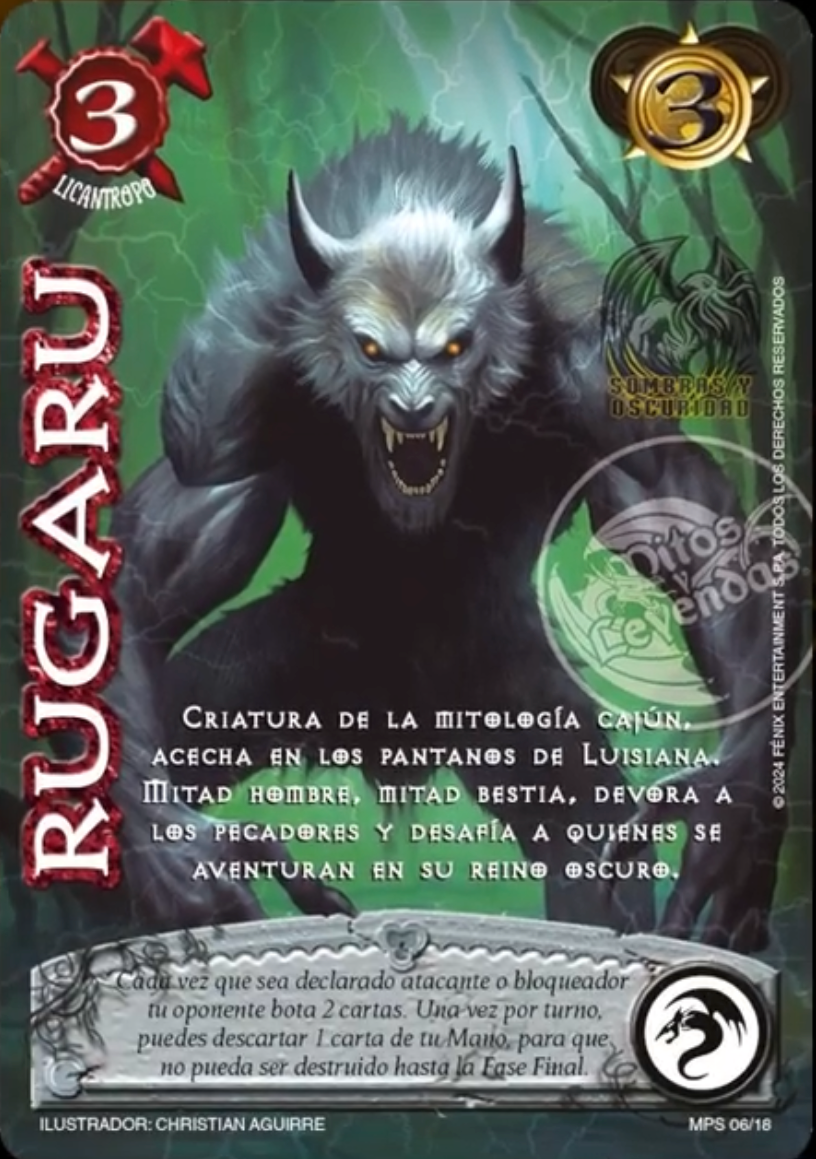 3
LICANTROPO
3
RUGARU
SOMBRAS Y
OSCURIDAD
Mitos
y
Leyendas
© 2024 FÉNIX ENTERTAINMENT S.P.A. TODOS LOS DERECHOS RESERVADOS
CRIATURA DE LA MITOLOGÍA CAJÚN,
ACECHA EN LOS PANTANOS DE LUISIANA.
MITAD HOMBRE, MITAD BESTIA, DEVORA A
LOS PECADORES Y DESAFÍA A QUIENES SE
AVENTURAN EN SU REINO OSCURO.
Cada vez que sea declarado atacante o bloqueador
tu oponente bota 2 cartas. Una vez por turno,
puedes descartar 1 carta de tu Mano, para que
no pueda ser destruido hasta la Fase Final.
ILUSTRADOR: CHRISTIAN AGUIRRE
MPS 06/18